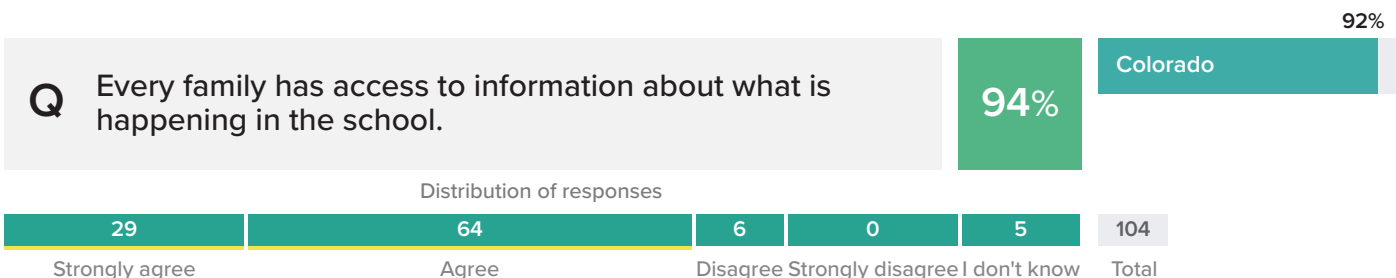 92%
Q
Every family has access to information about what is
happening in the school.
94%
Colorado
Distribution of responses
29 64 6 0 5 104
Strongly agree Agree Disagree Strongly disagree I don't know Total